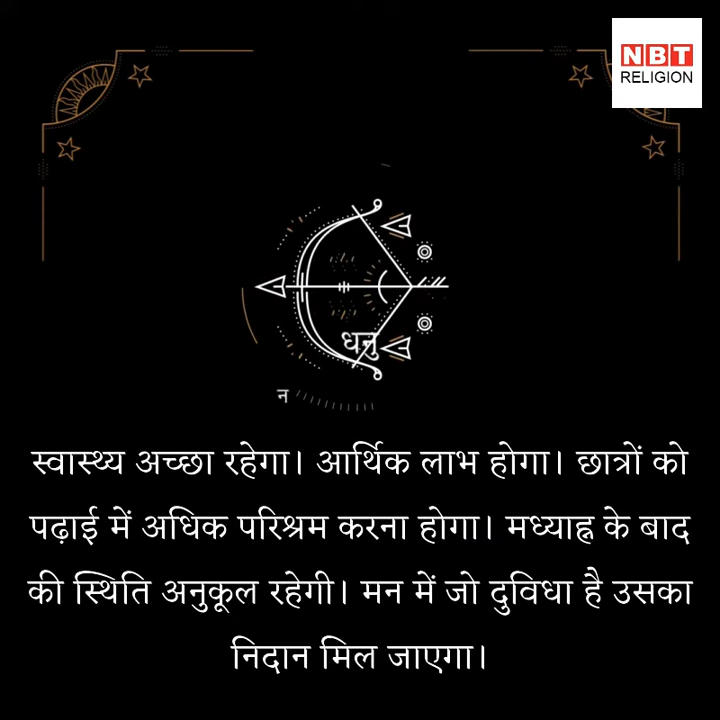 NBT
RELIGION
धनु
न
स्वास्थ्य अच्छा रहेगा। आर्थिक लाभ होगा। छात्रों को
पढ़ाई में अधिक परिश्रम करना होगा। मध्याह्न के बाद
की स्थिति अनुकूल रहेगी। मन में जो दुविधा है उसका
निदान मिल जाएगा।